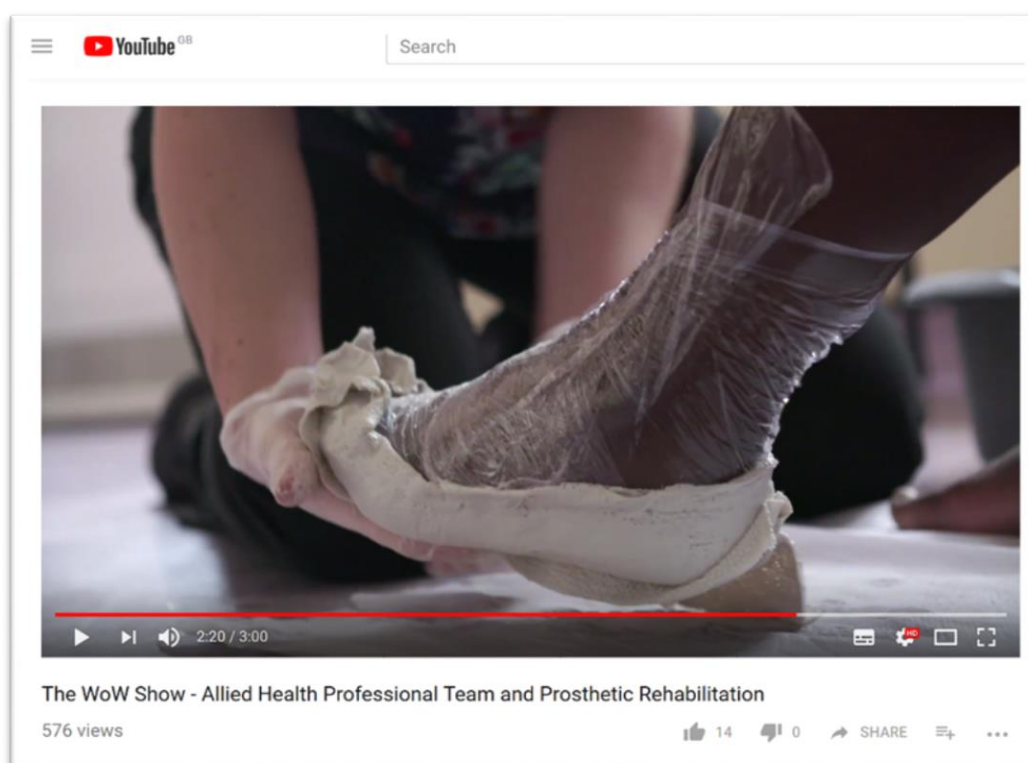 YouTube GB
Search
2:20 / 3:00
HD
The WoW Show - Allied Health Professional Team and Prosthetic Rehabilitation
576 views
14
0
SHARE